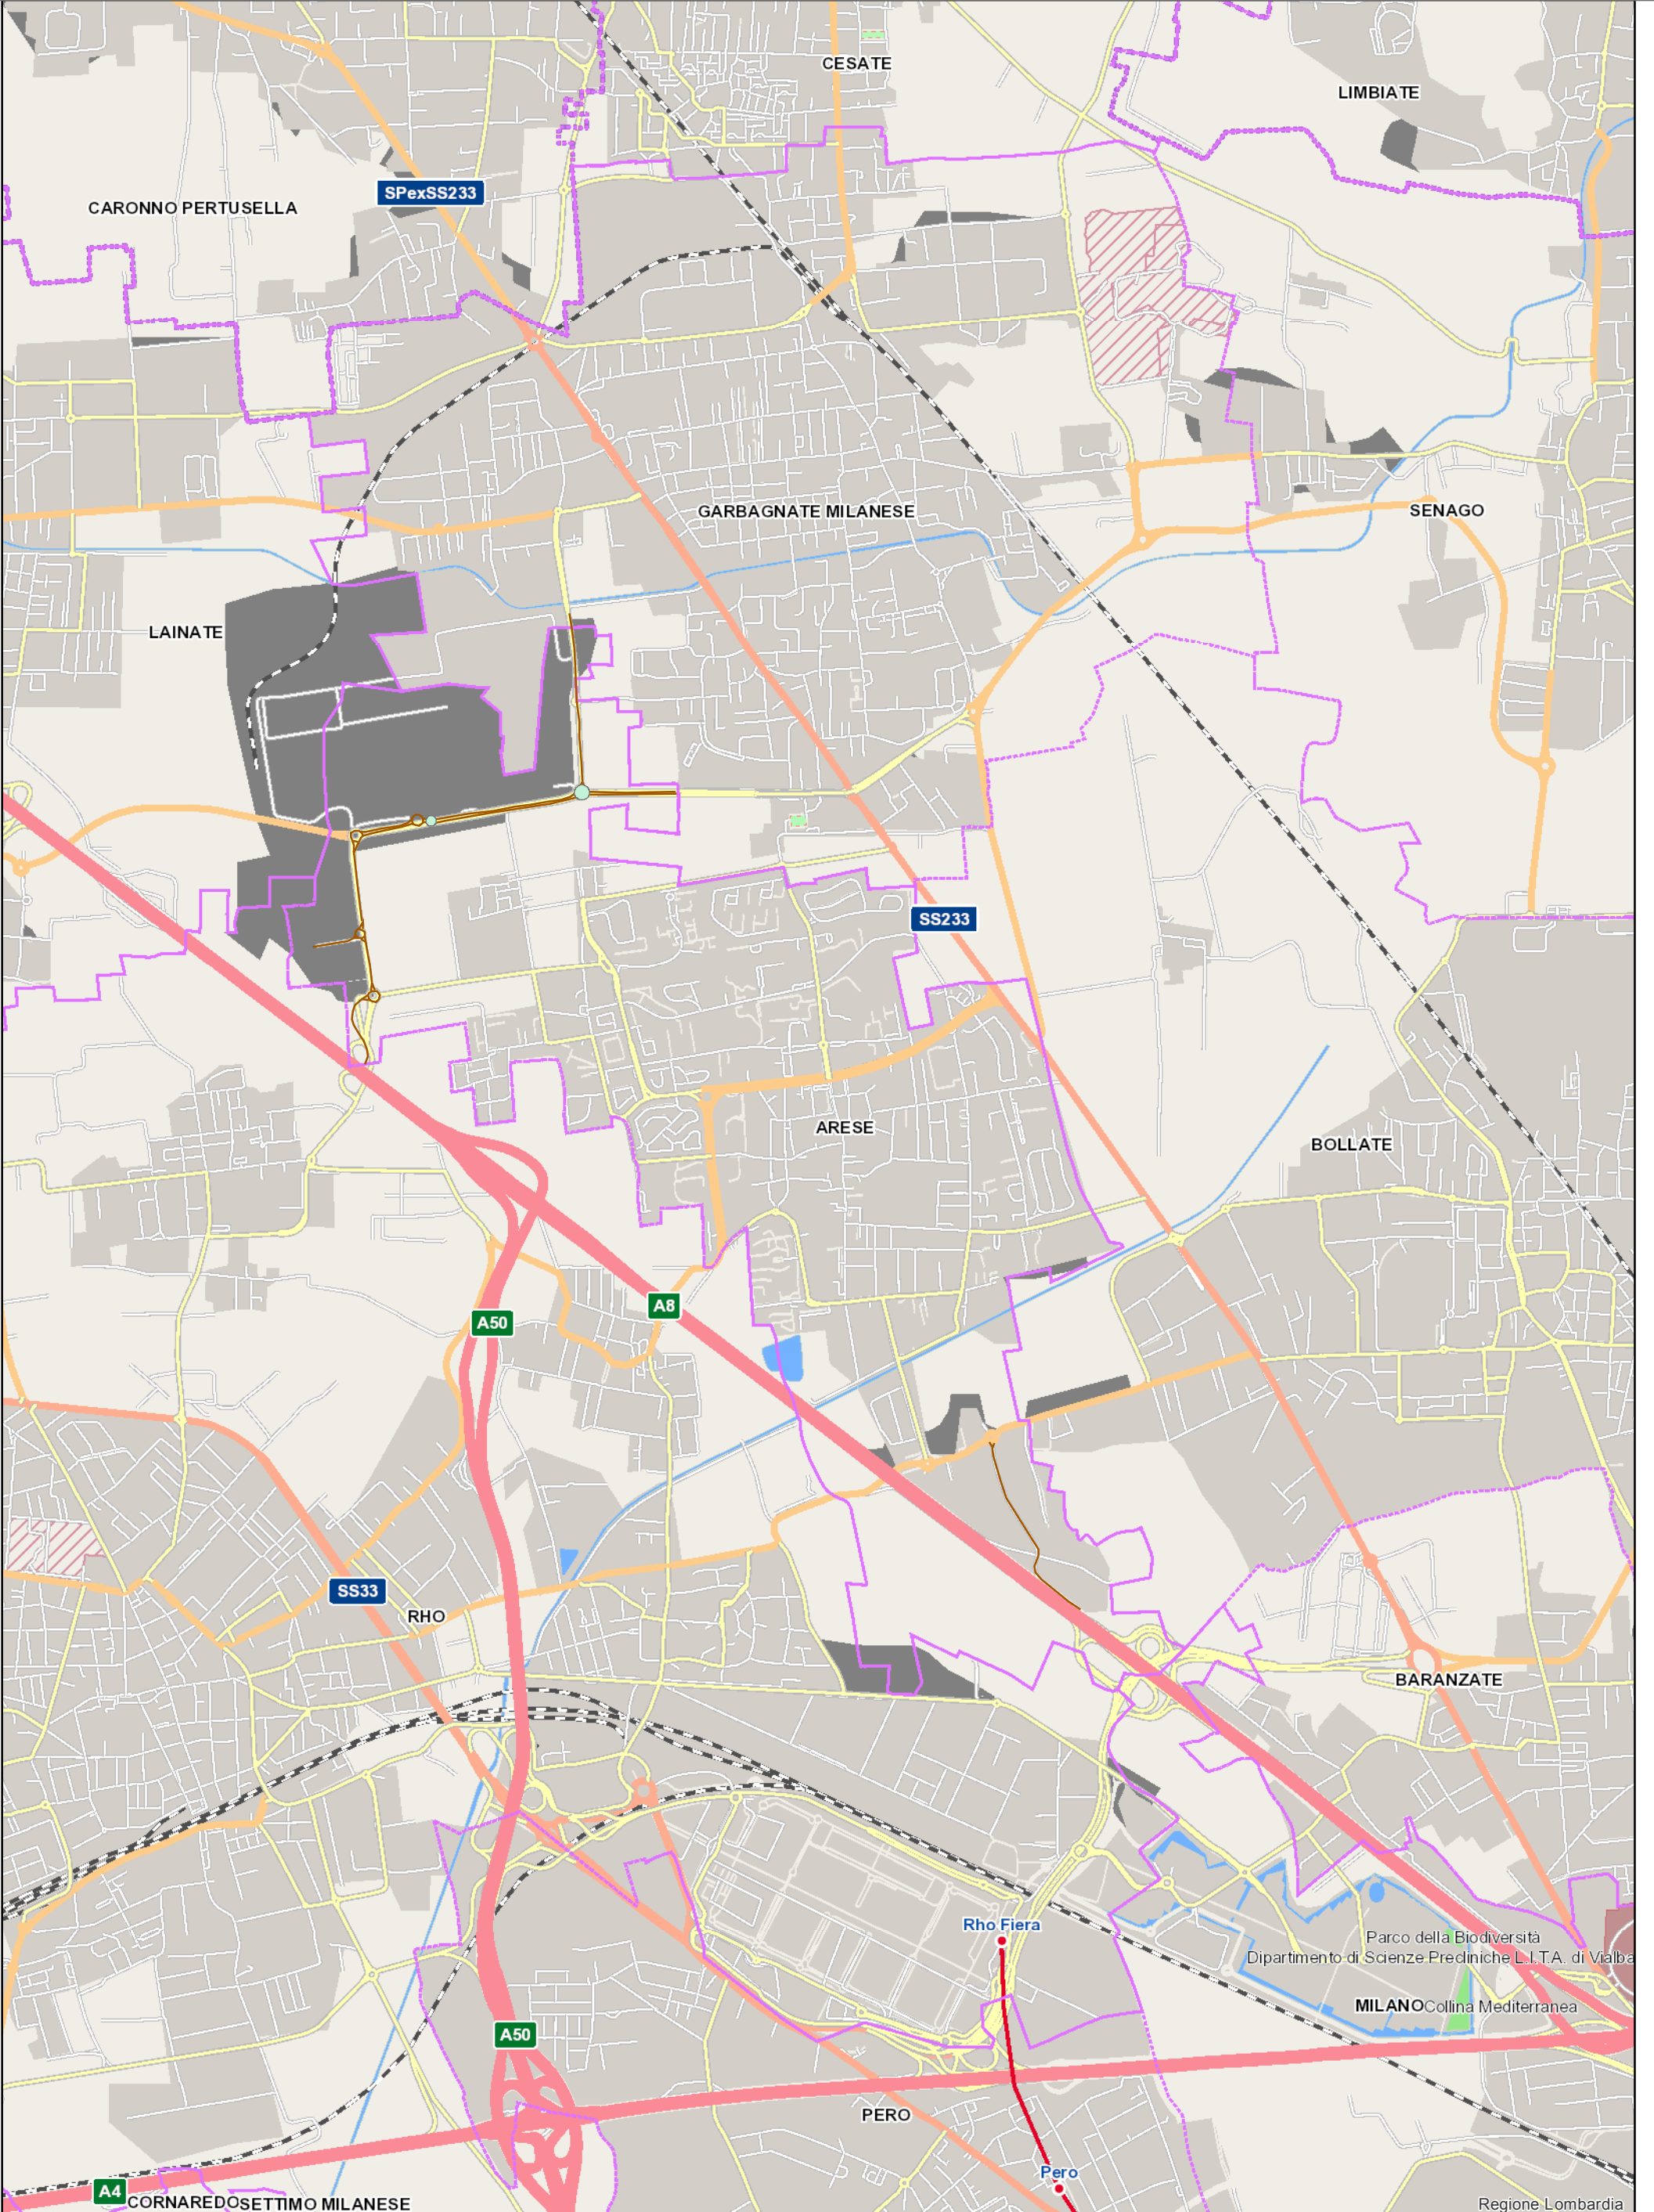 CESATE
LIMBIATE
SPexSS233
CARONNO PERTUSELLA
GARBAGNATE MILANESE
SENAGO
LAINATE
SS233
ARESE
BOLLATE
A8
A50
SS33
RHO
BARANZATE
Rho Fiera
Parco della Biodiversità
Dipartimento di Scienze Precliniche L.I.T.A. di Vialba
MILANO
Collina Mediterranea
A50
PERO
Pero
A4
CORNAREDO
SETTIMO MILANESE
Regione Lombardia